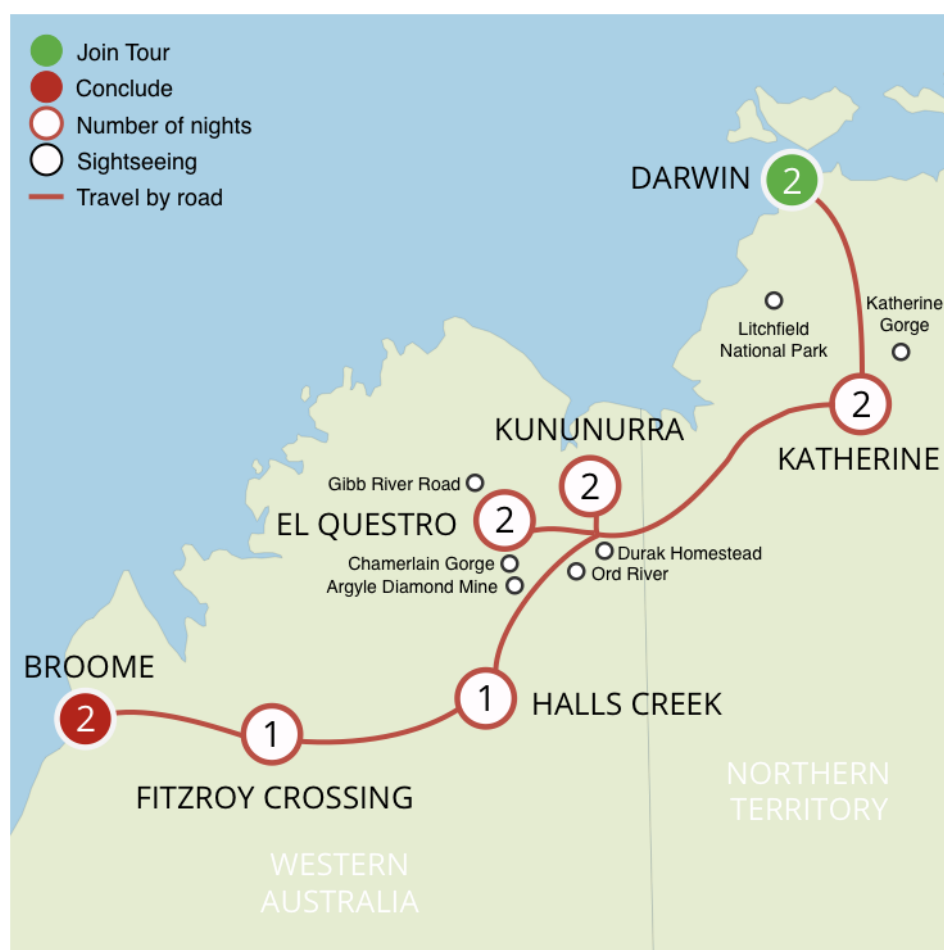 Join Tour
Conclude
Number of nights
Sightseeing
Travel by road
DARWIN
2
Litchfield
National Park
Katherine
Gorge
2
KATHERINE
KUNUNURRA
2
Gibb River Road
EL QUESTRO
2
Chamerlain Gorge
Argyle Diamond Mine
Durak Homestead
Ord River
BROOME
2
1
FITZROY CROSSING
1
HALLS CREEK
NORTHERN
TERRITORY
WESTERN
AUSTRALIA